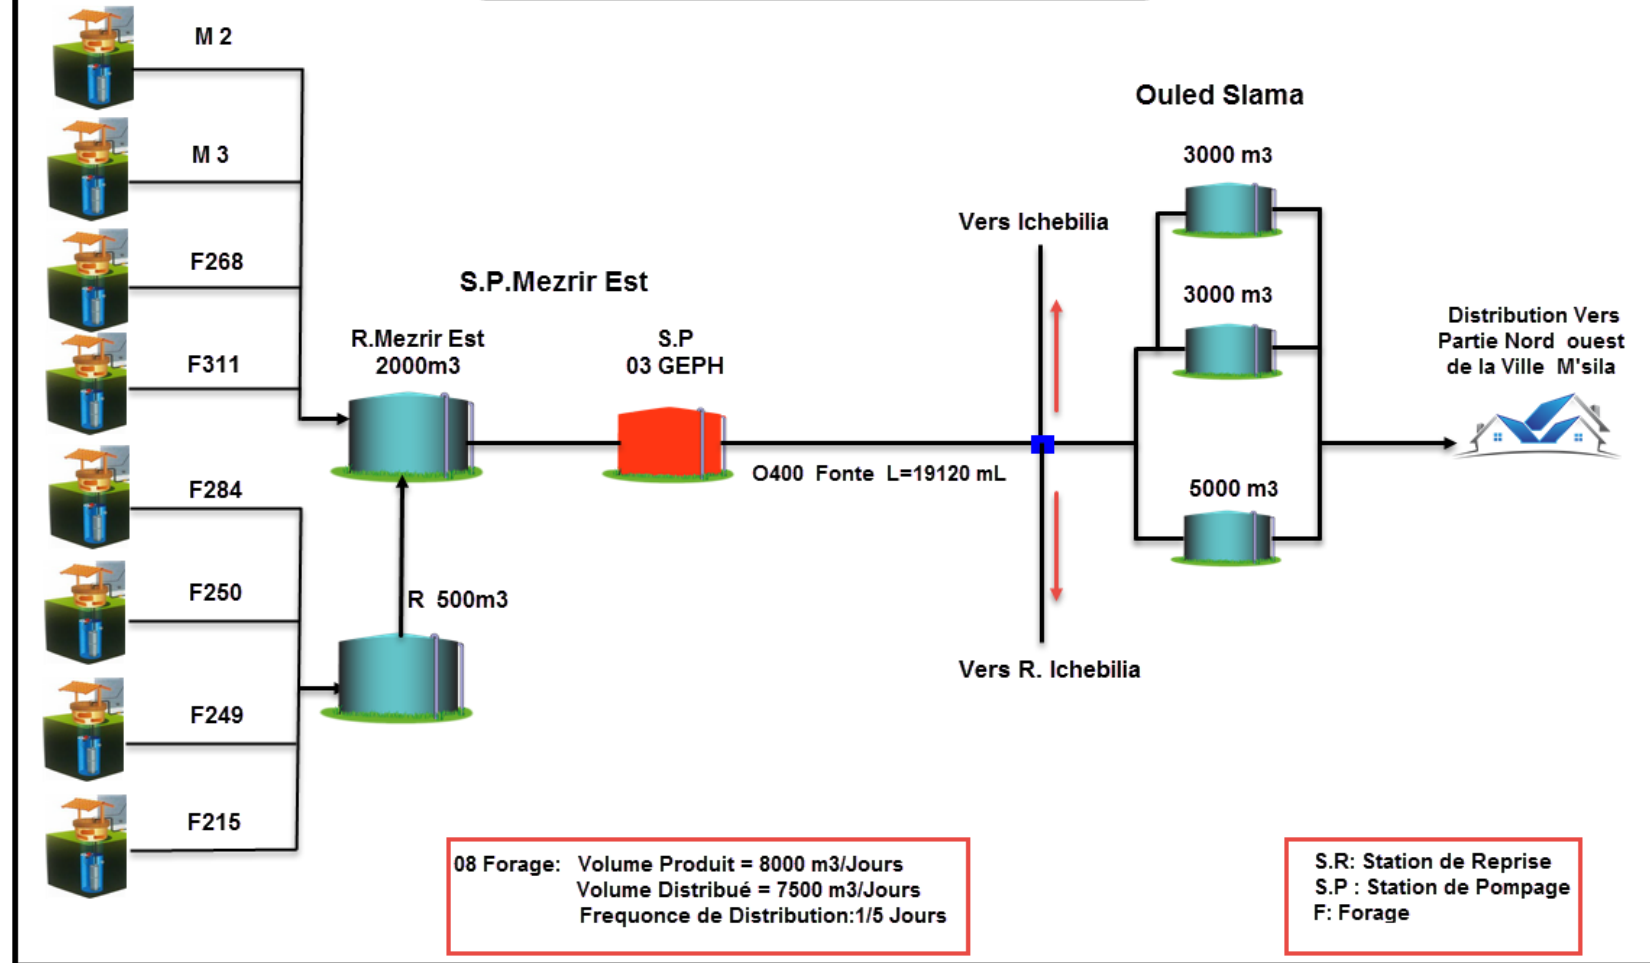 M 2
M 3
F268
F311
F284
F250
F249
F215
S.P.Mezrir Est
R.Mezrir Est
2000m3
S.P
03 GEPH
R 500m3
O400 Fonte L=19120 mL
Vers Ichebilia
Vers R. Ichebilia
Ouled Slama
3000 m3
3000 m3
5000 m3
Distribution Vers
Partie Nord ouest
de la Ville M'sila
08 Forage: Volume Produit = 8000 m3/Jours
Volume Distribué = 7500 m3/Jours
Frequonce de Distribution:1/5 Jours
S.R: Station de Reprise
S.P : Station de Pompage
F: Forage